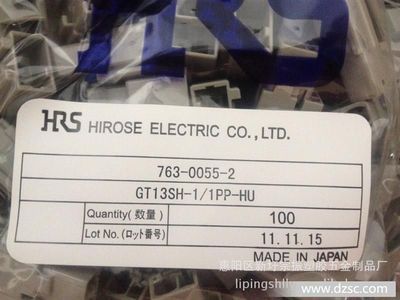 HRS
HRS HIROSE ELECTRIC CO., LTD.
763-0055-2
GT13SH-1/1PP-HU
Quantity (数量) 100
Lot No. (ロット番号) 11. 11. 15
MADE IN JAPAN
www.dzsc.com